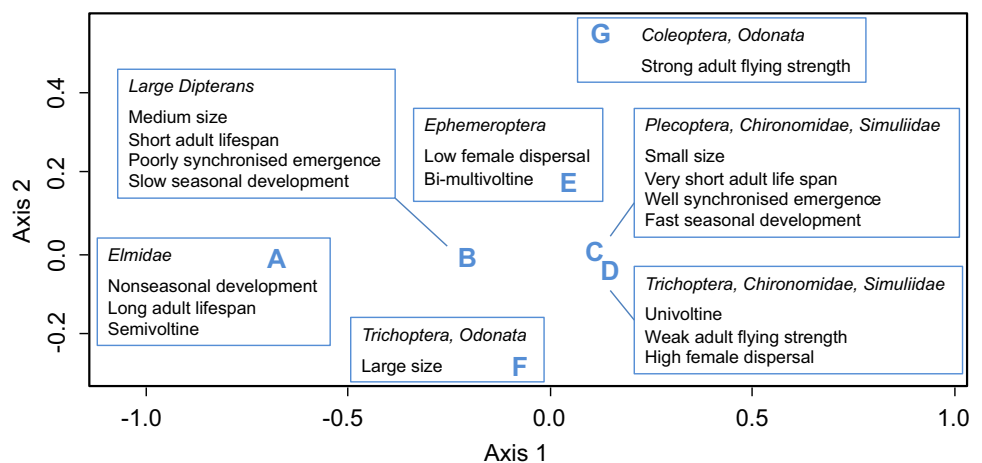 G
Coleoptera, Odonata
Strong adult flying strength
Large Dipterans
Medium size
Short adult lifespan
Poorly synchronised emergence
Slow seasonal development
Ephemeroptera
Low female dispersal
Bi-multivoltine
E
Plecoptera, Chironomidae, Simuliidae
Small size
Very short adult life span
Well synchronised emergence
Fast seasonal development
B
C
D
Elmidae
A
Nonseasonal development
Long adult lifespan
Semivoltine
Trichoptera, Odonata
Large size
F
Trichoptera, Chironomidae, Simuliidae
Univoltine
Weak adult flying strength
High female dispersal
Axis 2
0.4
0.2
0.0
-0.2
-1.0
-0.5
0.0
0.5
1.0
Axis 1